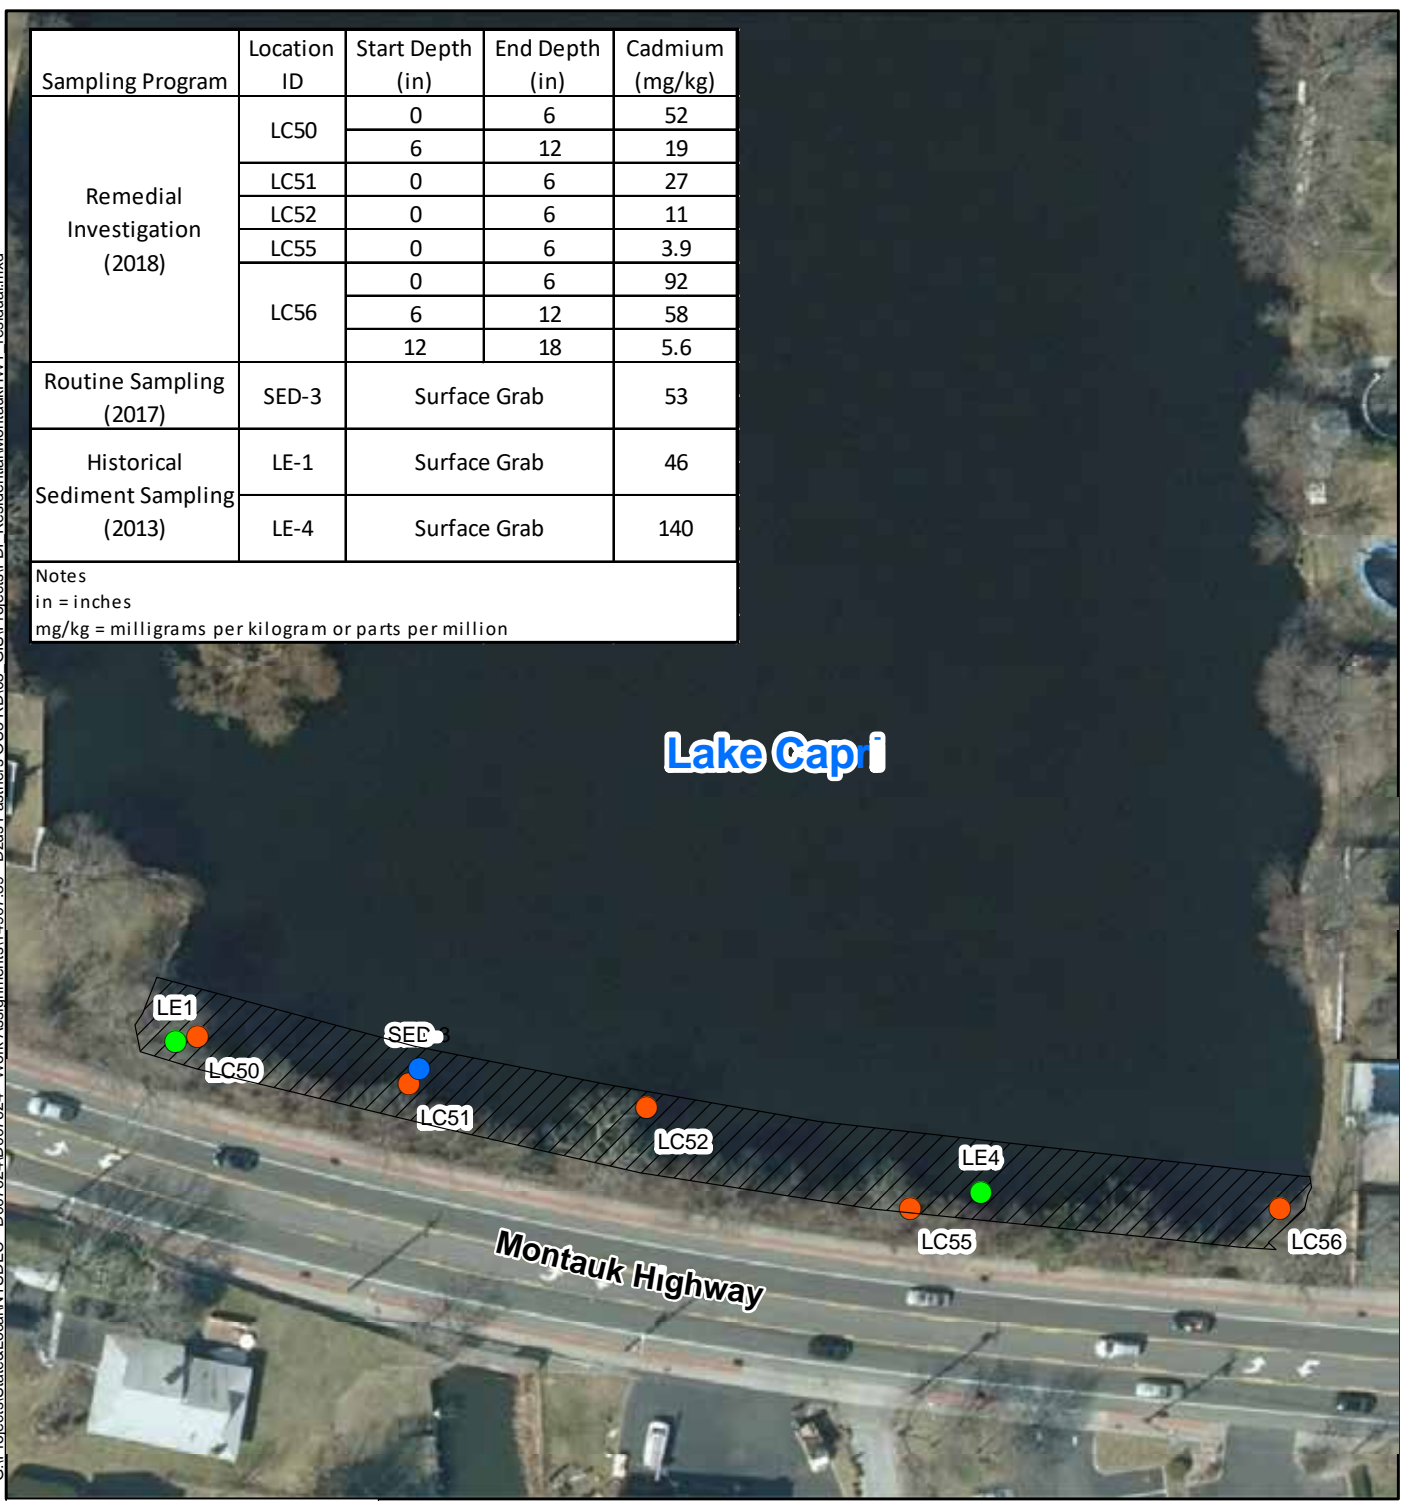 Sampling Program Location ID Start Depth (in) End Depth (in) Cadmium (mg/kg)
Remedial Investigation (2018) LC50 0 6 52
6 12 19
LC51 0 6 27
LC52 0 6 11
LC55 0 6 3.9
LC56 0 6 92
6 12 58
12 18 5.6
Routine Sampling (2017) SED-3 Surface Grab 53
Historical Sediment Sampling (2013) LE-1 Surface Grab 46
LE-4 Surface Grab 140
Notes
in = inches
mg/kg = milligrams per kilogram or parts per million
Lake Capri
LE1
SED-3
LC50
LC51
LC52
LE4
LC55
LC56
Montauk Highway